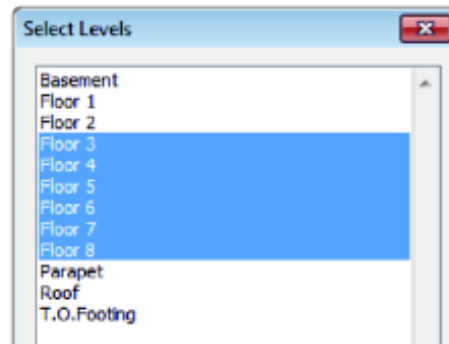 Select Levels
Basement
Floor 1
Floor 2
Floor 3
Floor 4
Floor 5
Floor 6
Floor 7
Floor 8
Parapet
Roof
T.O.Footing